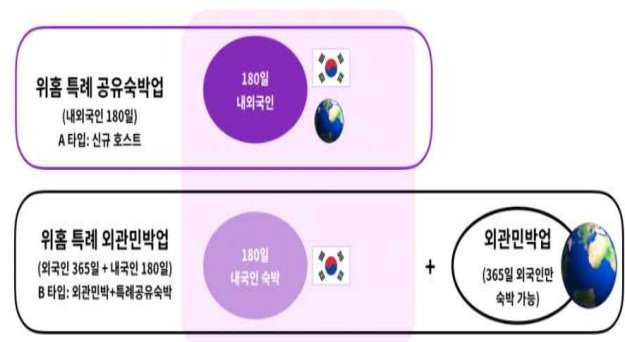 위홈 특례 공유숙박업
(내외국인 180일)
A 타입: 신규 호스트
180일
내외국인
위홈 특례 외관민박업
(외국인 365일 + 내국인 180일)
B 타입: 외관민박+특례공유숙박
180일
내국인 숙박
+
외관민박업
(365일 외국인만
숙박 가능)